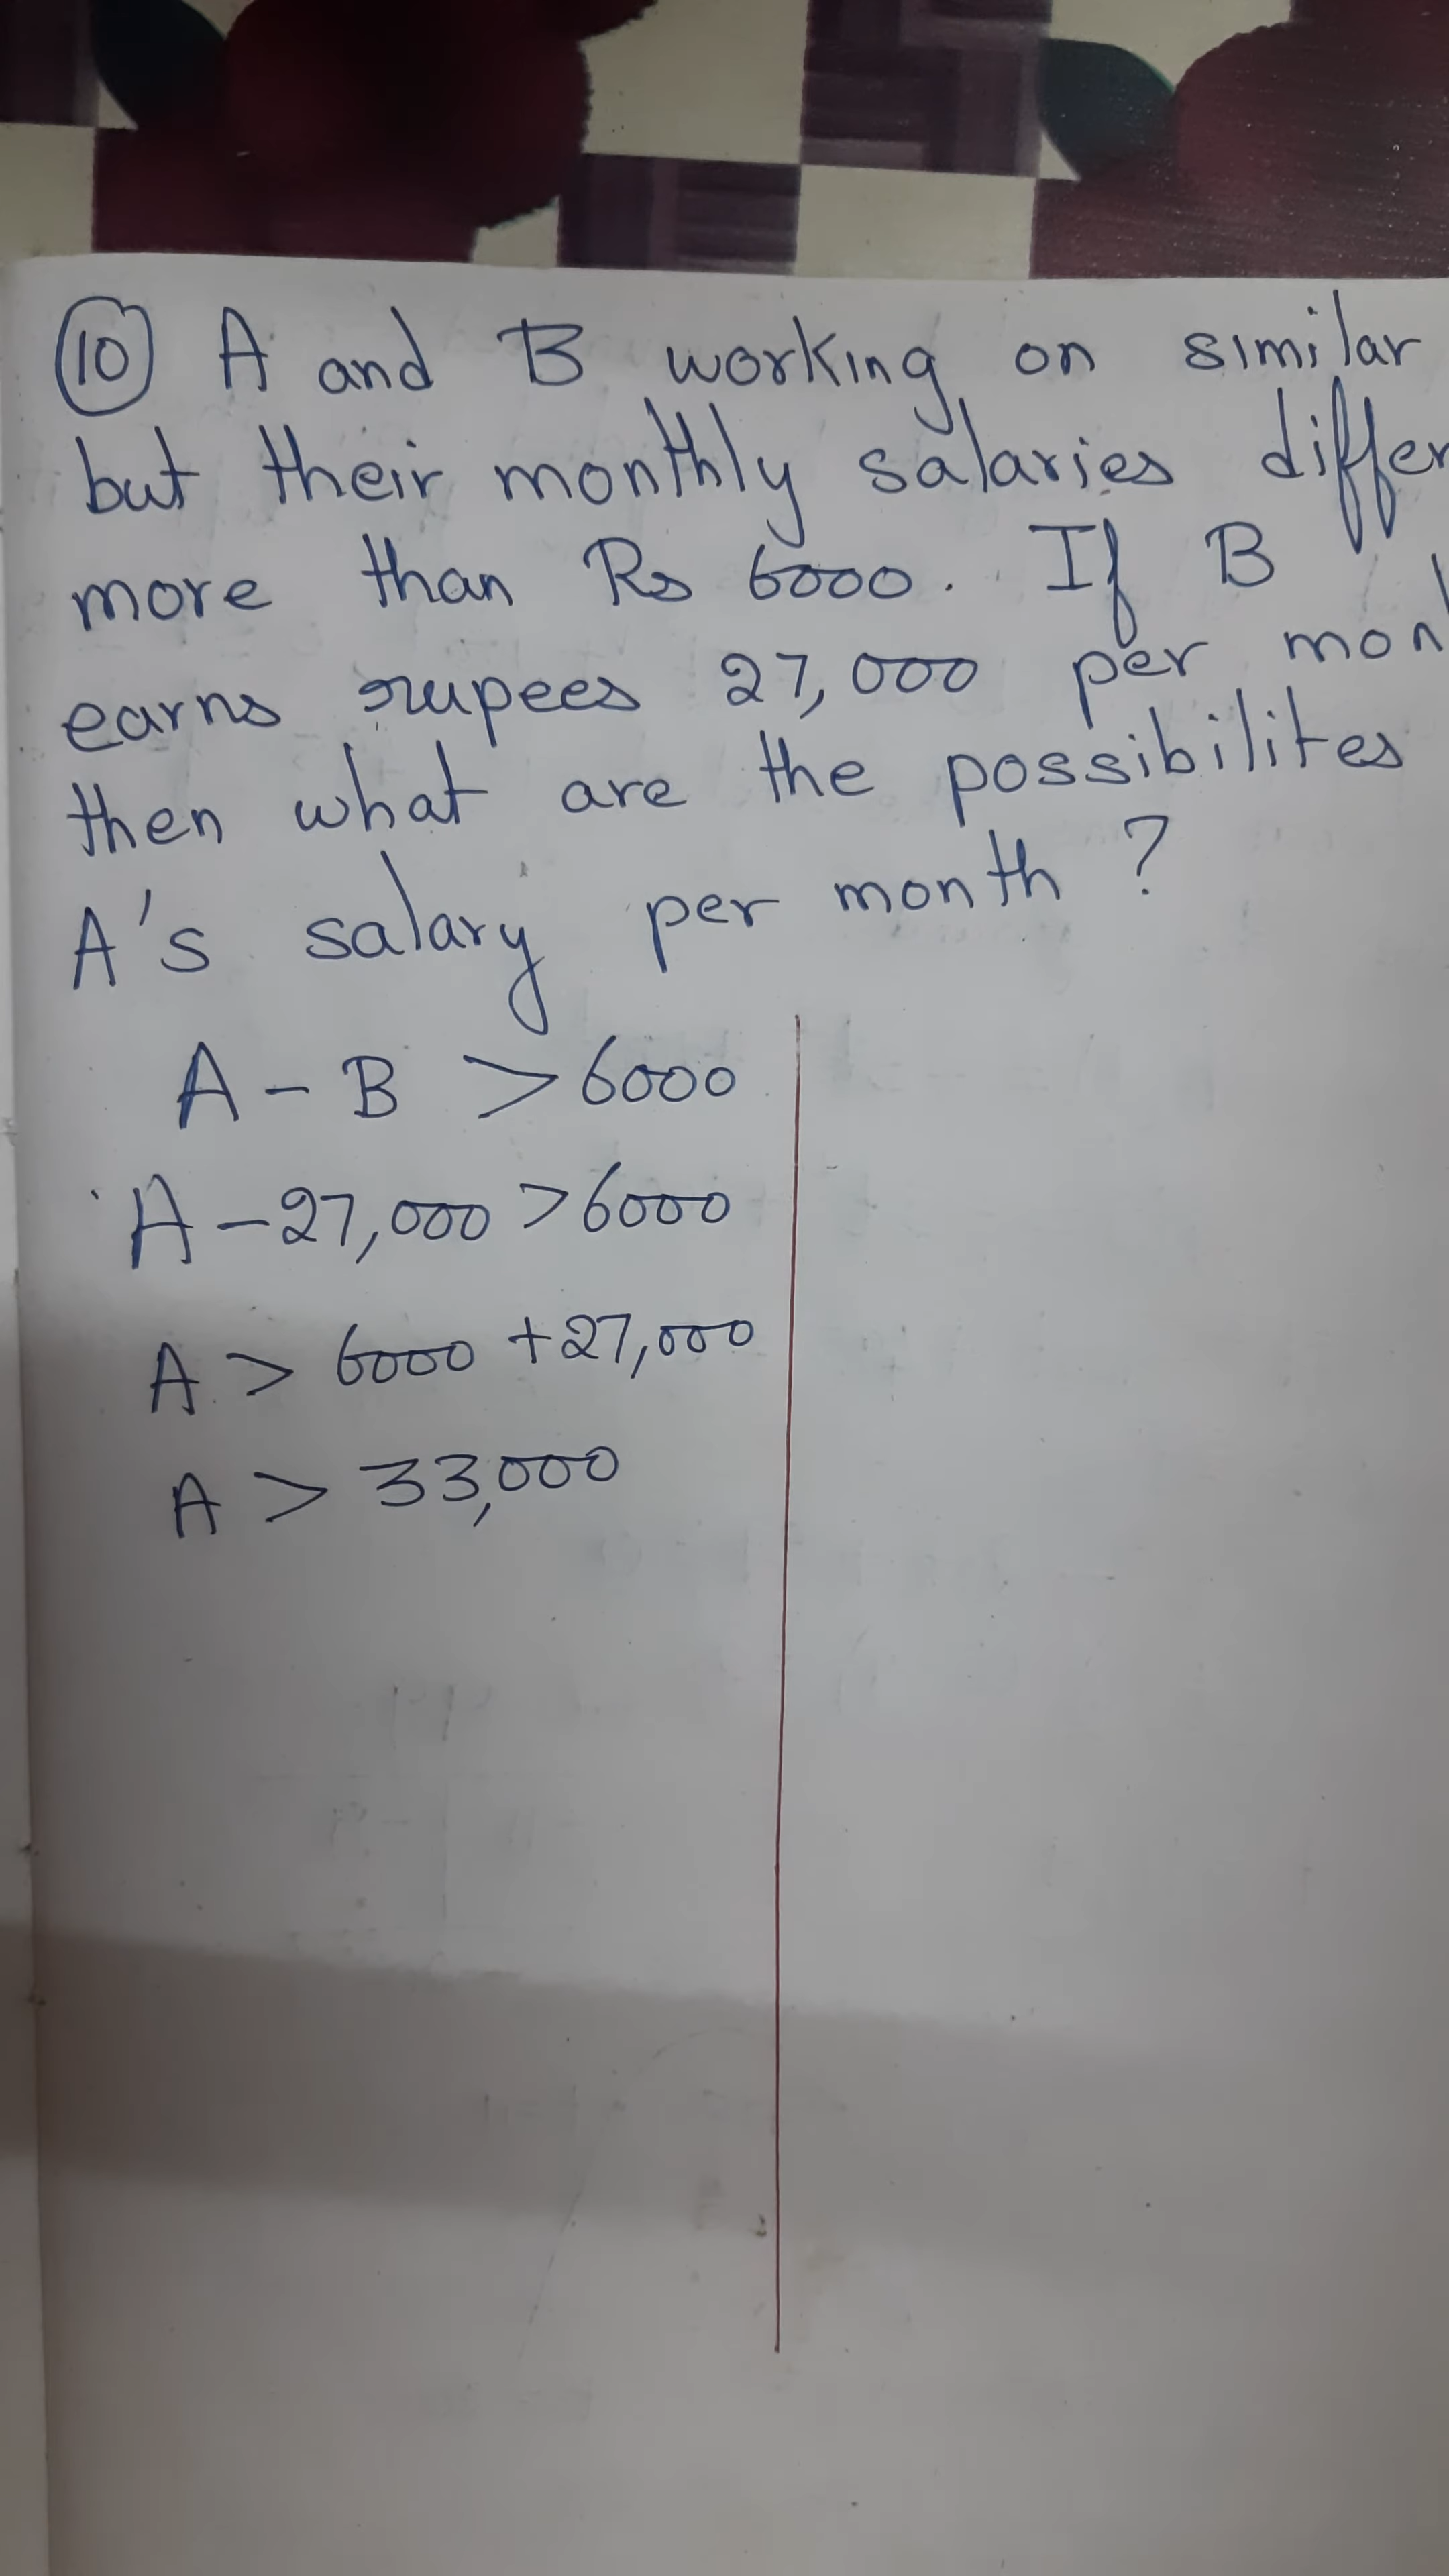 10 A and B working on similar
but their monthly salaries differ
more than Rs 6000. If B
earns rupees 27,000 per mon
then what are the possibilites
A's salary per month ?
A - B > 6000
A - 27,000 > 6000
A > 6000 + 27,000
A > 33,000